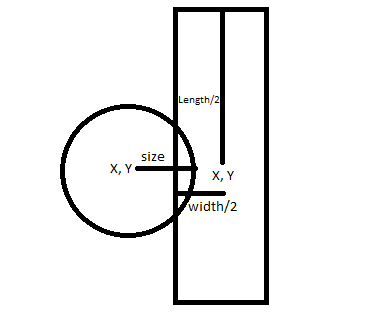 Length/2
size
X, Y
X, Y
width/2